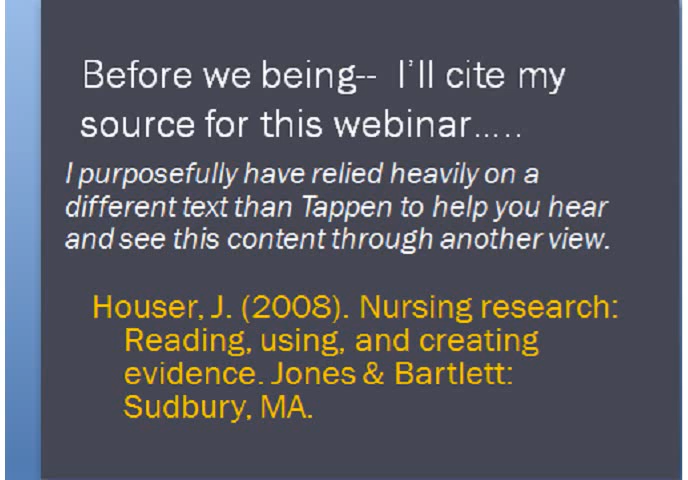 Before we being-- I'll cite my
source for this webinar.....
I purposefully have relied heavily on a
different text than Tappen to help you hear
and see this content through another view.
Houser, J. (2008). Nursing research:
Reading, using, and creating
evidence. Jones & Bartlett:
Sudbury, MA.